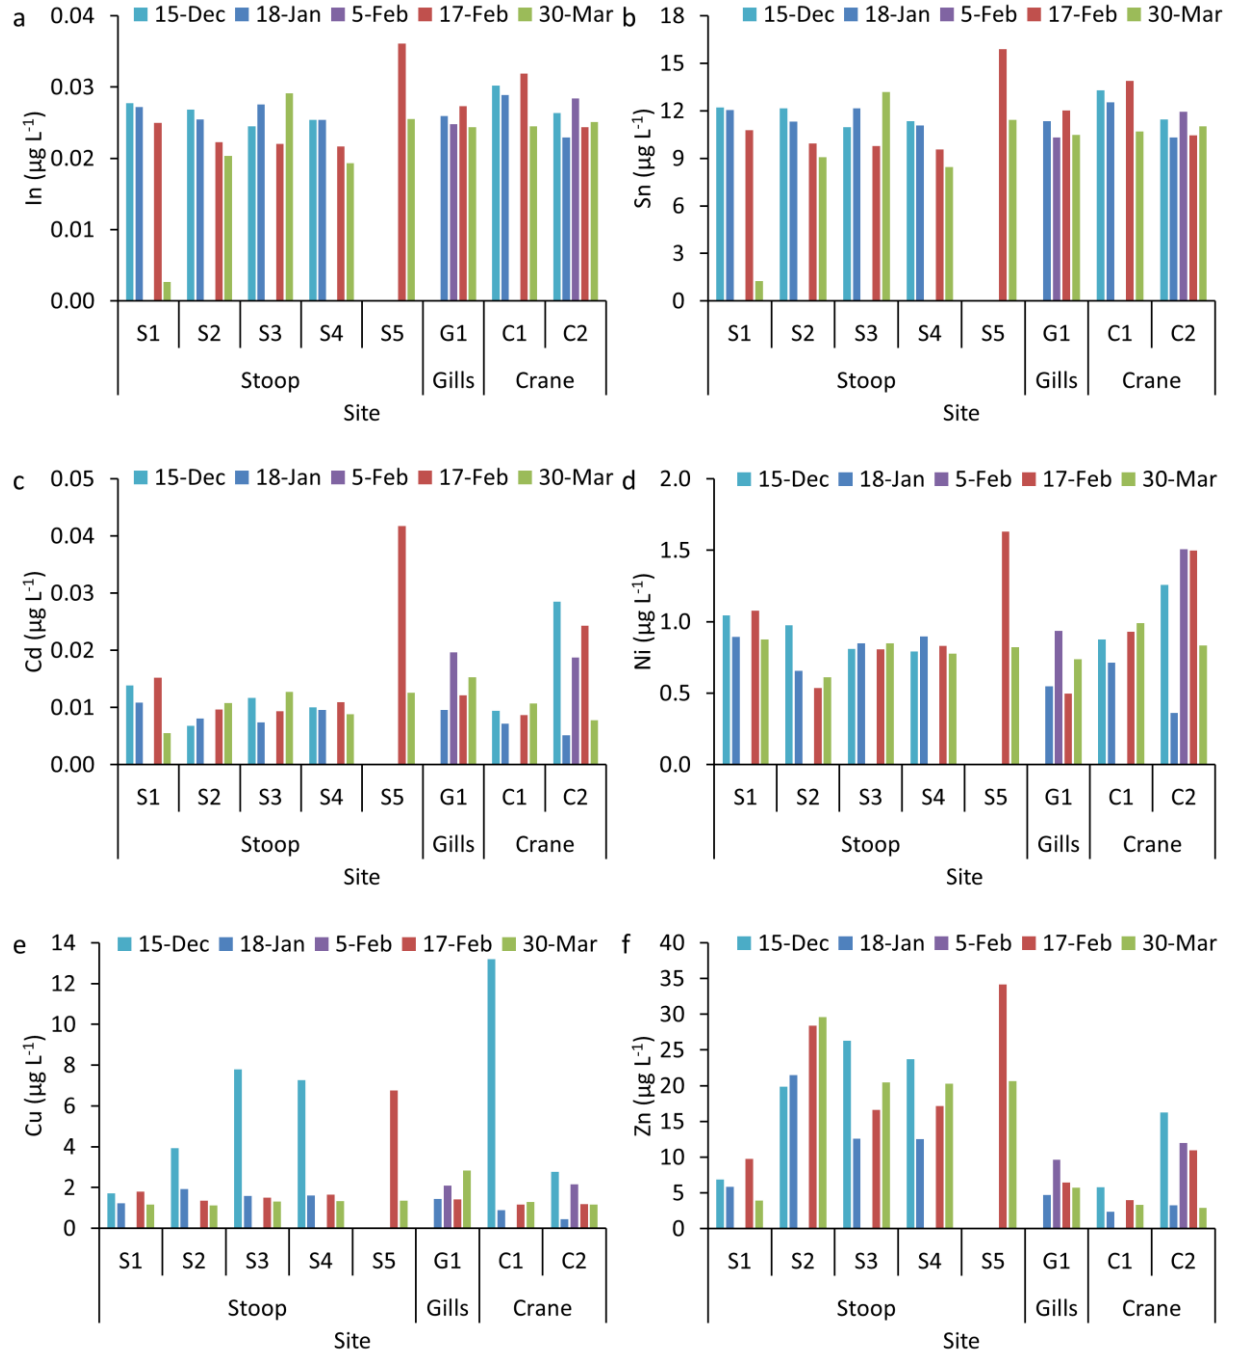 a
15-Dec 18-Jan 5-Feb 17-Feb 30-Mar
In (µg L-1)
0.04
0.03
0.02
0.01
0.00
S1 S2 S3 S4 S5 G1 C1 C2
Stoop Gills Crane
Site
b
15-Dec 18-Jan 5-Feb 17-Feb 30-Mar
Sn (µg L-1)
18
15
12
9
6
3
0
S1 S2 S3 S4 S5 G1 C1 C2
Stoop Gills Crane
Site
c
15-Dec 18-Jan 5-Feb 17-Feb 30-Mar
Cd (µg L-1)
0.05
0.04
0.03
0.02
0.01
0.00
S1 S2 S3 S4 S5 G1 C1 C2
Stoop Gills Crane
Site
d
15-Dec 18-Jan 5-Feb 17-Feb 30-Mar
Ni (µg L-1)
2.0
1.5
1.0
0.5
0.0
S1 S2 S3 S4 S5 G1 C1 C2
Stoop Gills Crane
Site
e
15-Dec 18-Jan 5-Feb 17-Feb 30-Mar
Cu (µg L-1)
14
12
10
8
6
4
2
0
S1 S2 S3 S4 S5 G1 C1 C2
Stoop Gills Crane
Site
f
15-Dec 18-Jan 5-Feb 17-Feb 30-Mar
Zn (µg L-1)
40
35
30
25
20
15
10
5
0
S1 S2 S3 S4 S5 G1 C1 C2
Stoop Gills Crane
Site